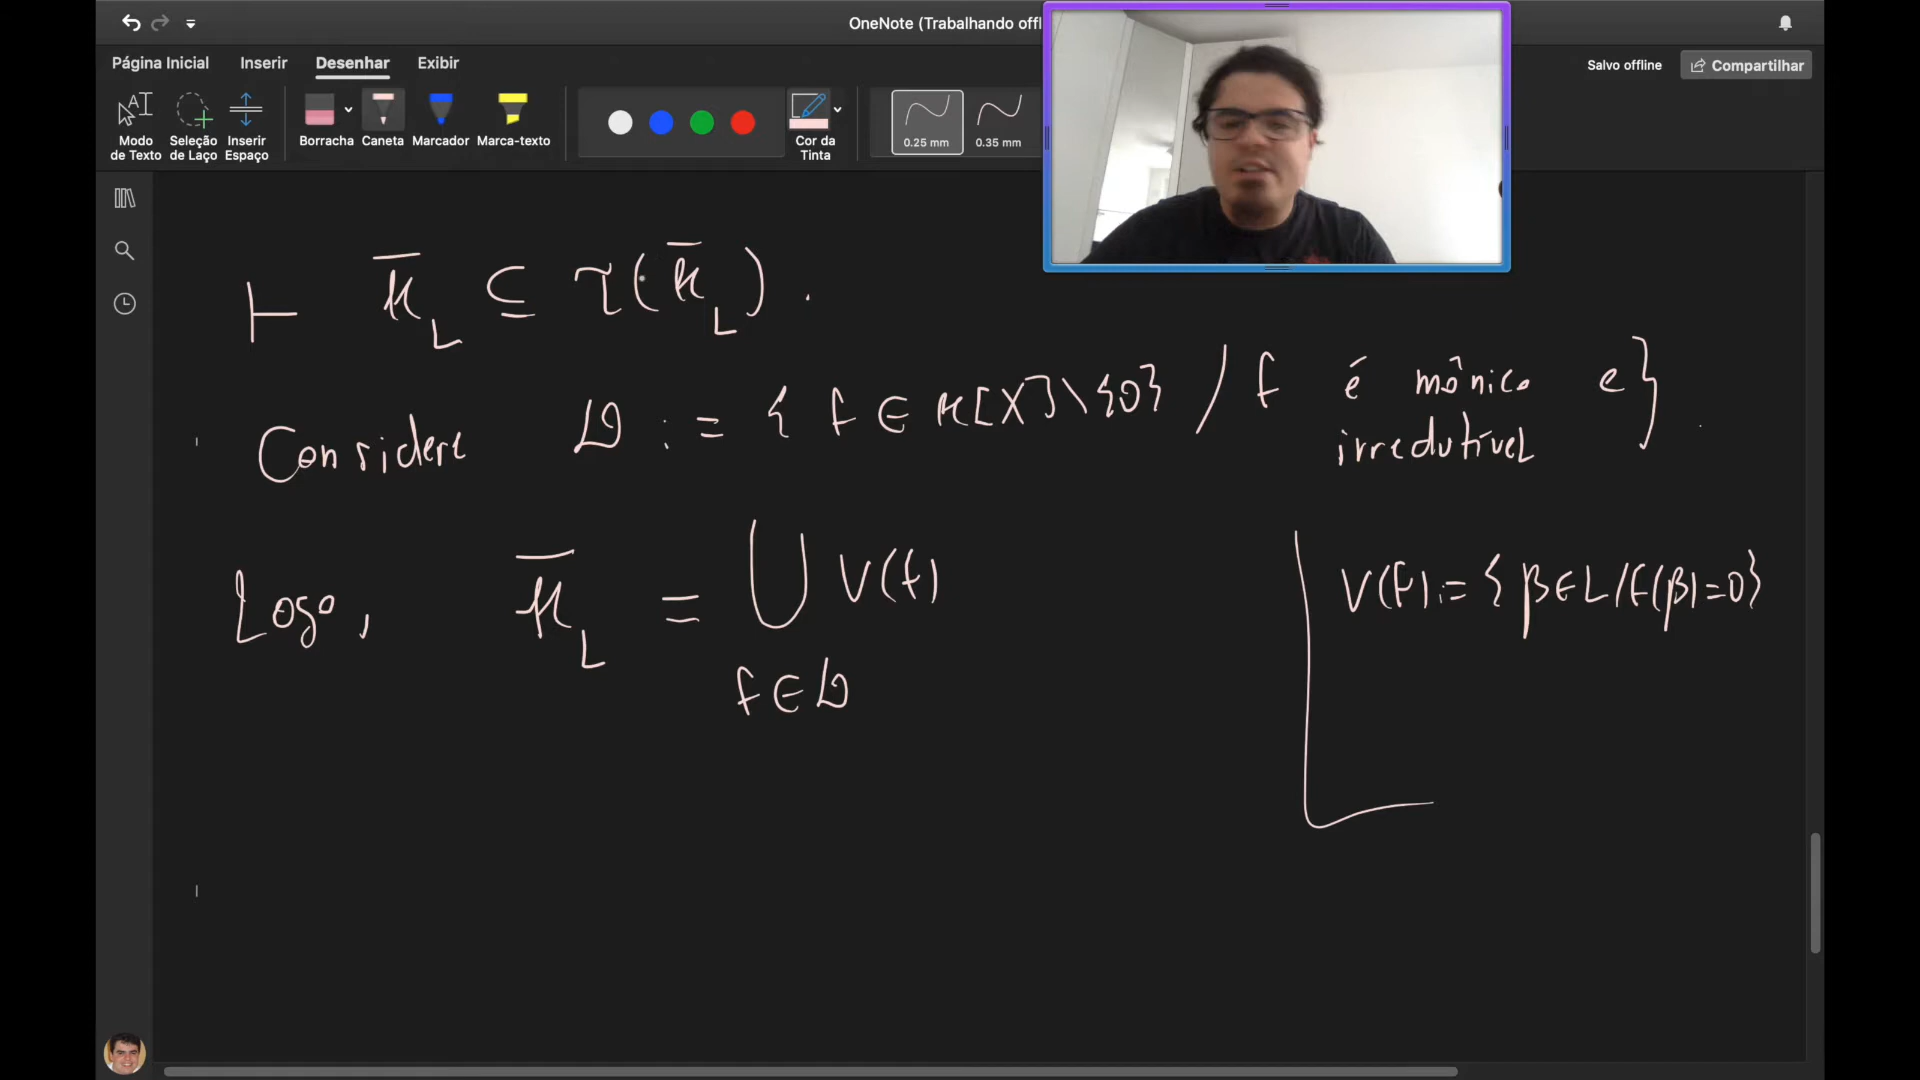 OneNote (Trabalhando offl
Página Inicial Inserir Desenhar Exibir
Salvo offline Compartilhar
Modo de Texto Seleção de Laço Inserir Espaço Borracha Caneta Marcador Marca-texto Cor da Tinta 0.25 mm 0.35 mm
⊢ K̅_L ⊆ τ(K̅_L).
Considere D := { f ∈ K[X]\{0} / f é mônico e irredutível }.
Logo, K̅_L = ⋃ V(f)
f ∈ D
V(f) := { β ∈ L / f(β) = 0 }